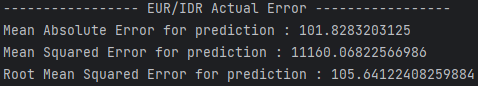 ----------------- EUR/IDR Actual Error -----------------
Mean Absolute Error for prediction : 101.8283203125
Mean Squared Error for prediction : 11160.06822566986
Root Mean Squared Error for prediction : 105.64122408259884